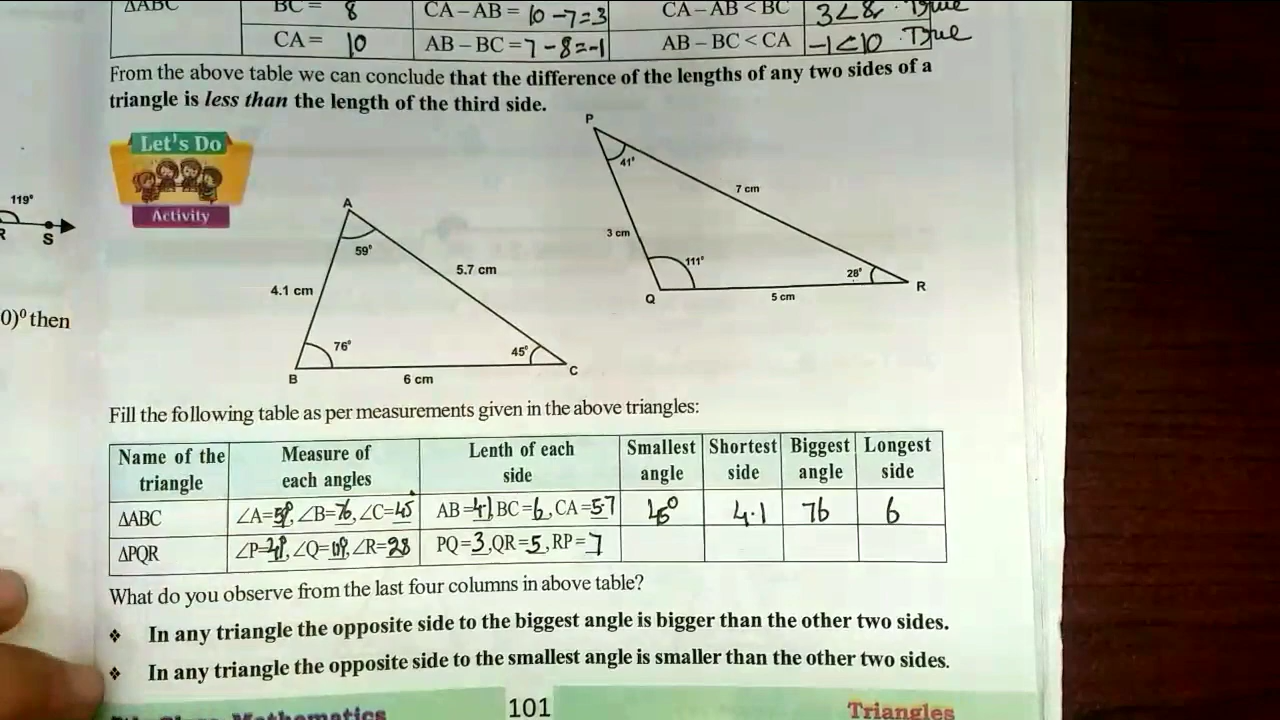 ΔABC BC = 8 CA – AB = 10 - 7 = 3 CA – AB < BC 3 < 8. True
CA = 10 AB – BC = 7 - 8 = -1 AB – BC < CA -1 < 10 . True
From the above table we can conclude that the difference of the lengths of any two sides of a
triangle is less than the length of the third side.
Let's Do
Activity
119°
R S
0)⁰ then
A
59°
4.1 cm
5.7 cm
76°
45°
B
6 cm
C
P
41°
7 cm
3 cm
111°
28°
Q
5 cm
R
Fill the following table as per measurements given in the above triangles:
Name of the triangle Measure of each angles Lenth of each side Smallest angle Shortest side Biggest angle Longest side
ΔABC ∠A=59, ∠B=76, ∠C=45 AB =4.1, BC =6, CA =5.7 45° 4.1 76 6
ΔPQR ∠P= ∠Q= ∠R=28 PQ =3, QR =5, RP =7
What do you observe from the last four columns in above table?
❖ In any triangle the opposite side to the biggest angle is bigger than the other two sides.
❖ In any triangle the opposite side to the smallest angle is smaller than the other two sides.
Mathematics 101 Triangles